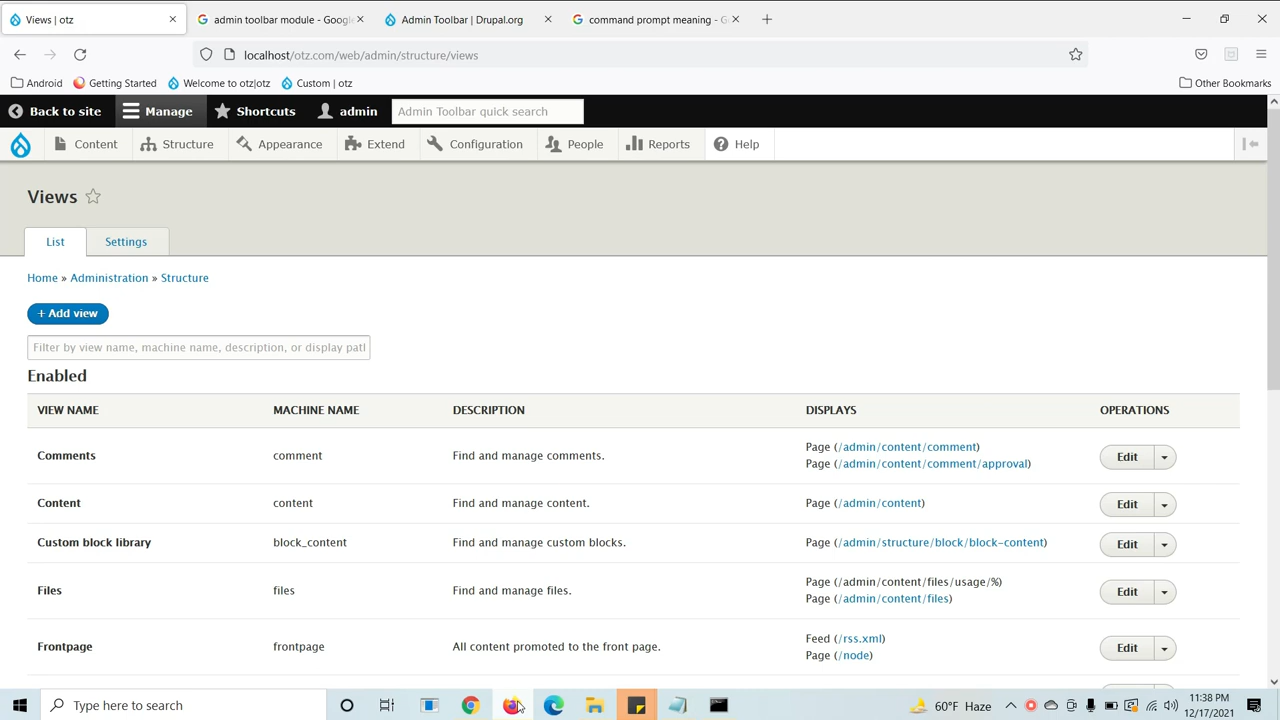 Views | otz
admin toolbar module - Google
Admin Toolbar | Drupal.org
command prompt meaning - G
localhost/otz.com/web/admin/structure/views
Android
Getting Started
Welcome to otz|otz
Custom | otz
Other Bookmarks
Back to site
Manage
Shortcuts
admin
Admin Toolbar quick search
Content
Structure
Appearance
Extend
Configuration
People
Reports
Help
Views
List
Settings
Home » Administration » Structure
+ Add view
Filter by view name, machine name, description, or display path
Enabled
VIEW NAME MACHINE NAME DESCRIPTION DISPLAYS OPERATIONS
Comments comment Find and manage comments. Page (/admin/content/comment) Edit
Page (/admin/content/comment/approval)
Content content Find and manage content. Page (/admin/content) Edit
Custom block library block_content Find and manage custom blocks. Page (/admin/structure/block/block-content) Edit
Files files Find and manage files. Page (/admin/content/files/usage/%) Edit
Page (/admin/content/files)
Frontpage frontpage All content promoted to the front page. Feed (/rss.xml) Edit
Page (/node)
Type here to search
60°F Haze
11:38 PM
12/17/2021